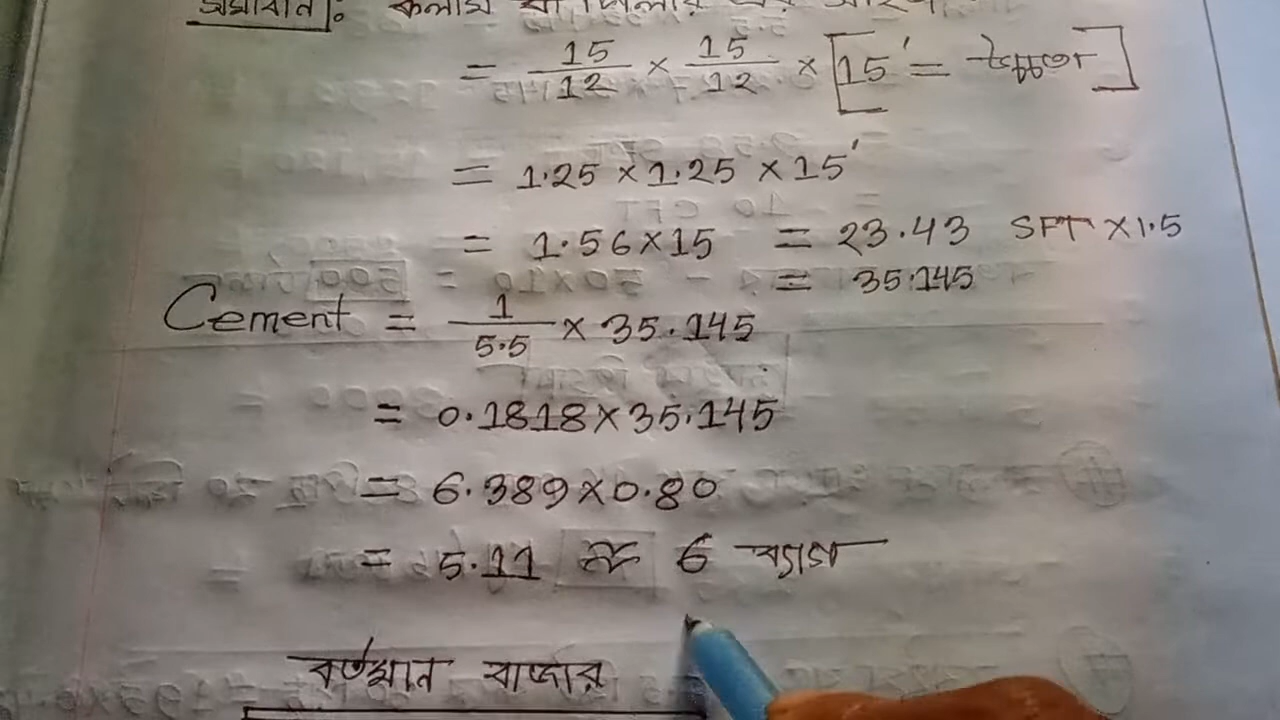 সমাধান: কলাম বা পিলার এর
= 15/12 × 15/12 × [15' =
= 1.25 × 1.25 × 15'
= 1.56 × 15 = 23.43 SFT × 1.5
= 35.145
Cement = 1/5.5 × 35.145
= 0.1818 × 35.145
= 6.389 × 0.80
= 5.11 ≈ 6 ব্যাগ
বর্তমান বাজার